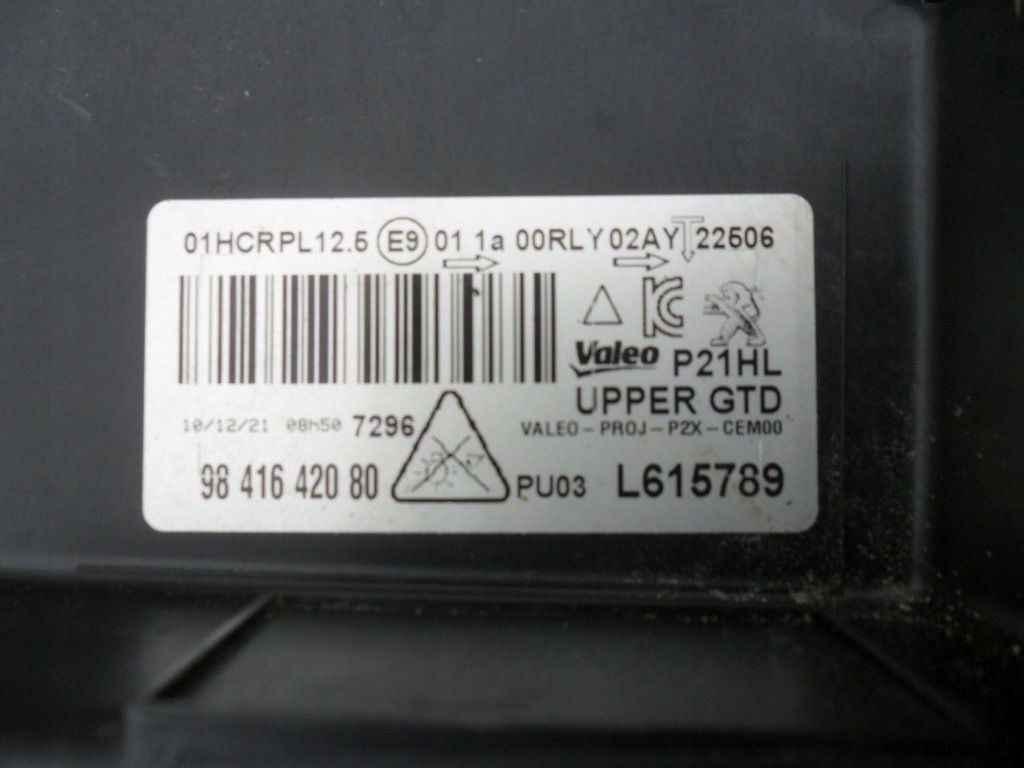 01HCRPL12.5 E9 01 1a 00RLY 02AY 22506
KC
Valeo P21HL
UPPER GTD
10/12/21 08h50 7296 VALEO-PROJ-P2X-CEM00
98 416 420 80 PU03 L615789